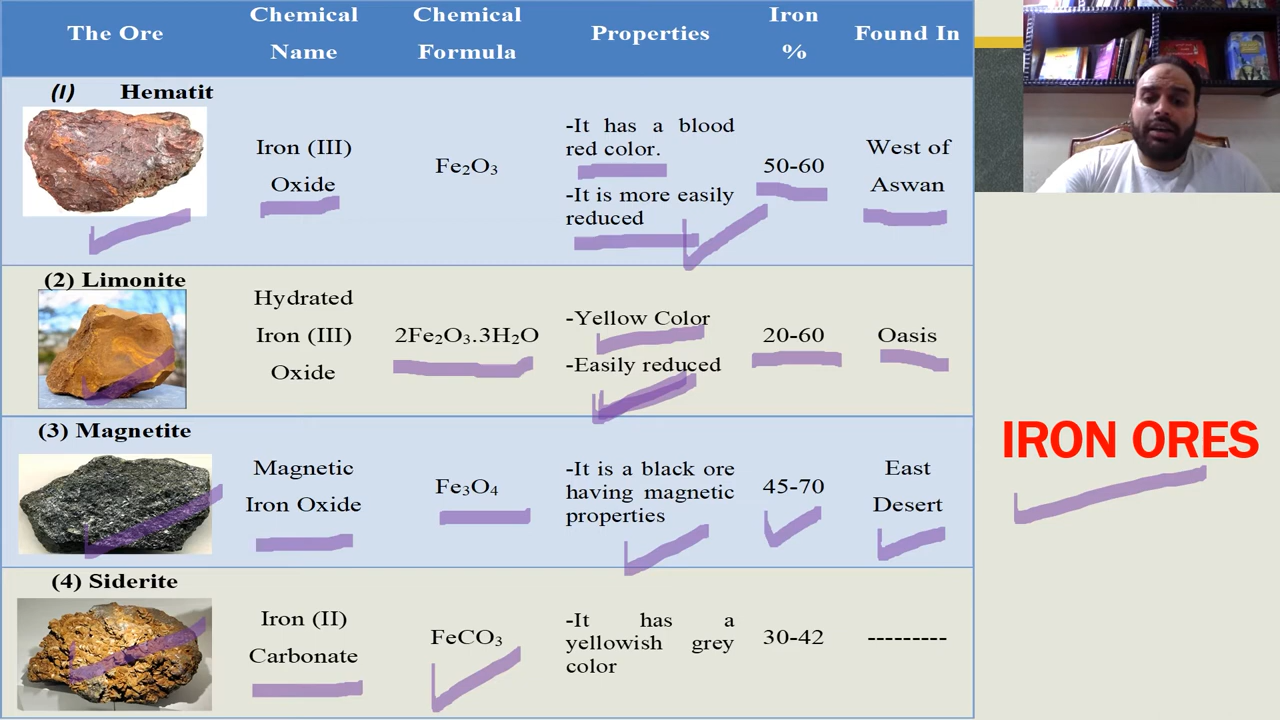 The Ore
Chemical
Name
Chemical
Formula
Properties
Iron
%
Found In
(1) Hematit
Iron (III)
Oxide
Fe₂O₃
-It has a blood
red color.
-It is more easily
reduced
50-60
West of
Aswan
(2) Limonite
Hydrated
Iron (III)
Oxide
2Fe₂O₃.3H₂O
-Yellow Color
-Easily reduced
20-60
Oasis
(3) Magnetite
Magnetic
Iron Oxide
Fe₃O₄
-It is a black ore
having magnetic
properties
45-70
East
Desert
(4) Siderite
Iron (II)
Carbonate
FeCO₃
-It has a
yellowish grey
color
30-42
---------
IRON ORES